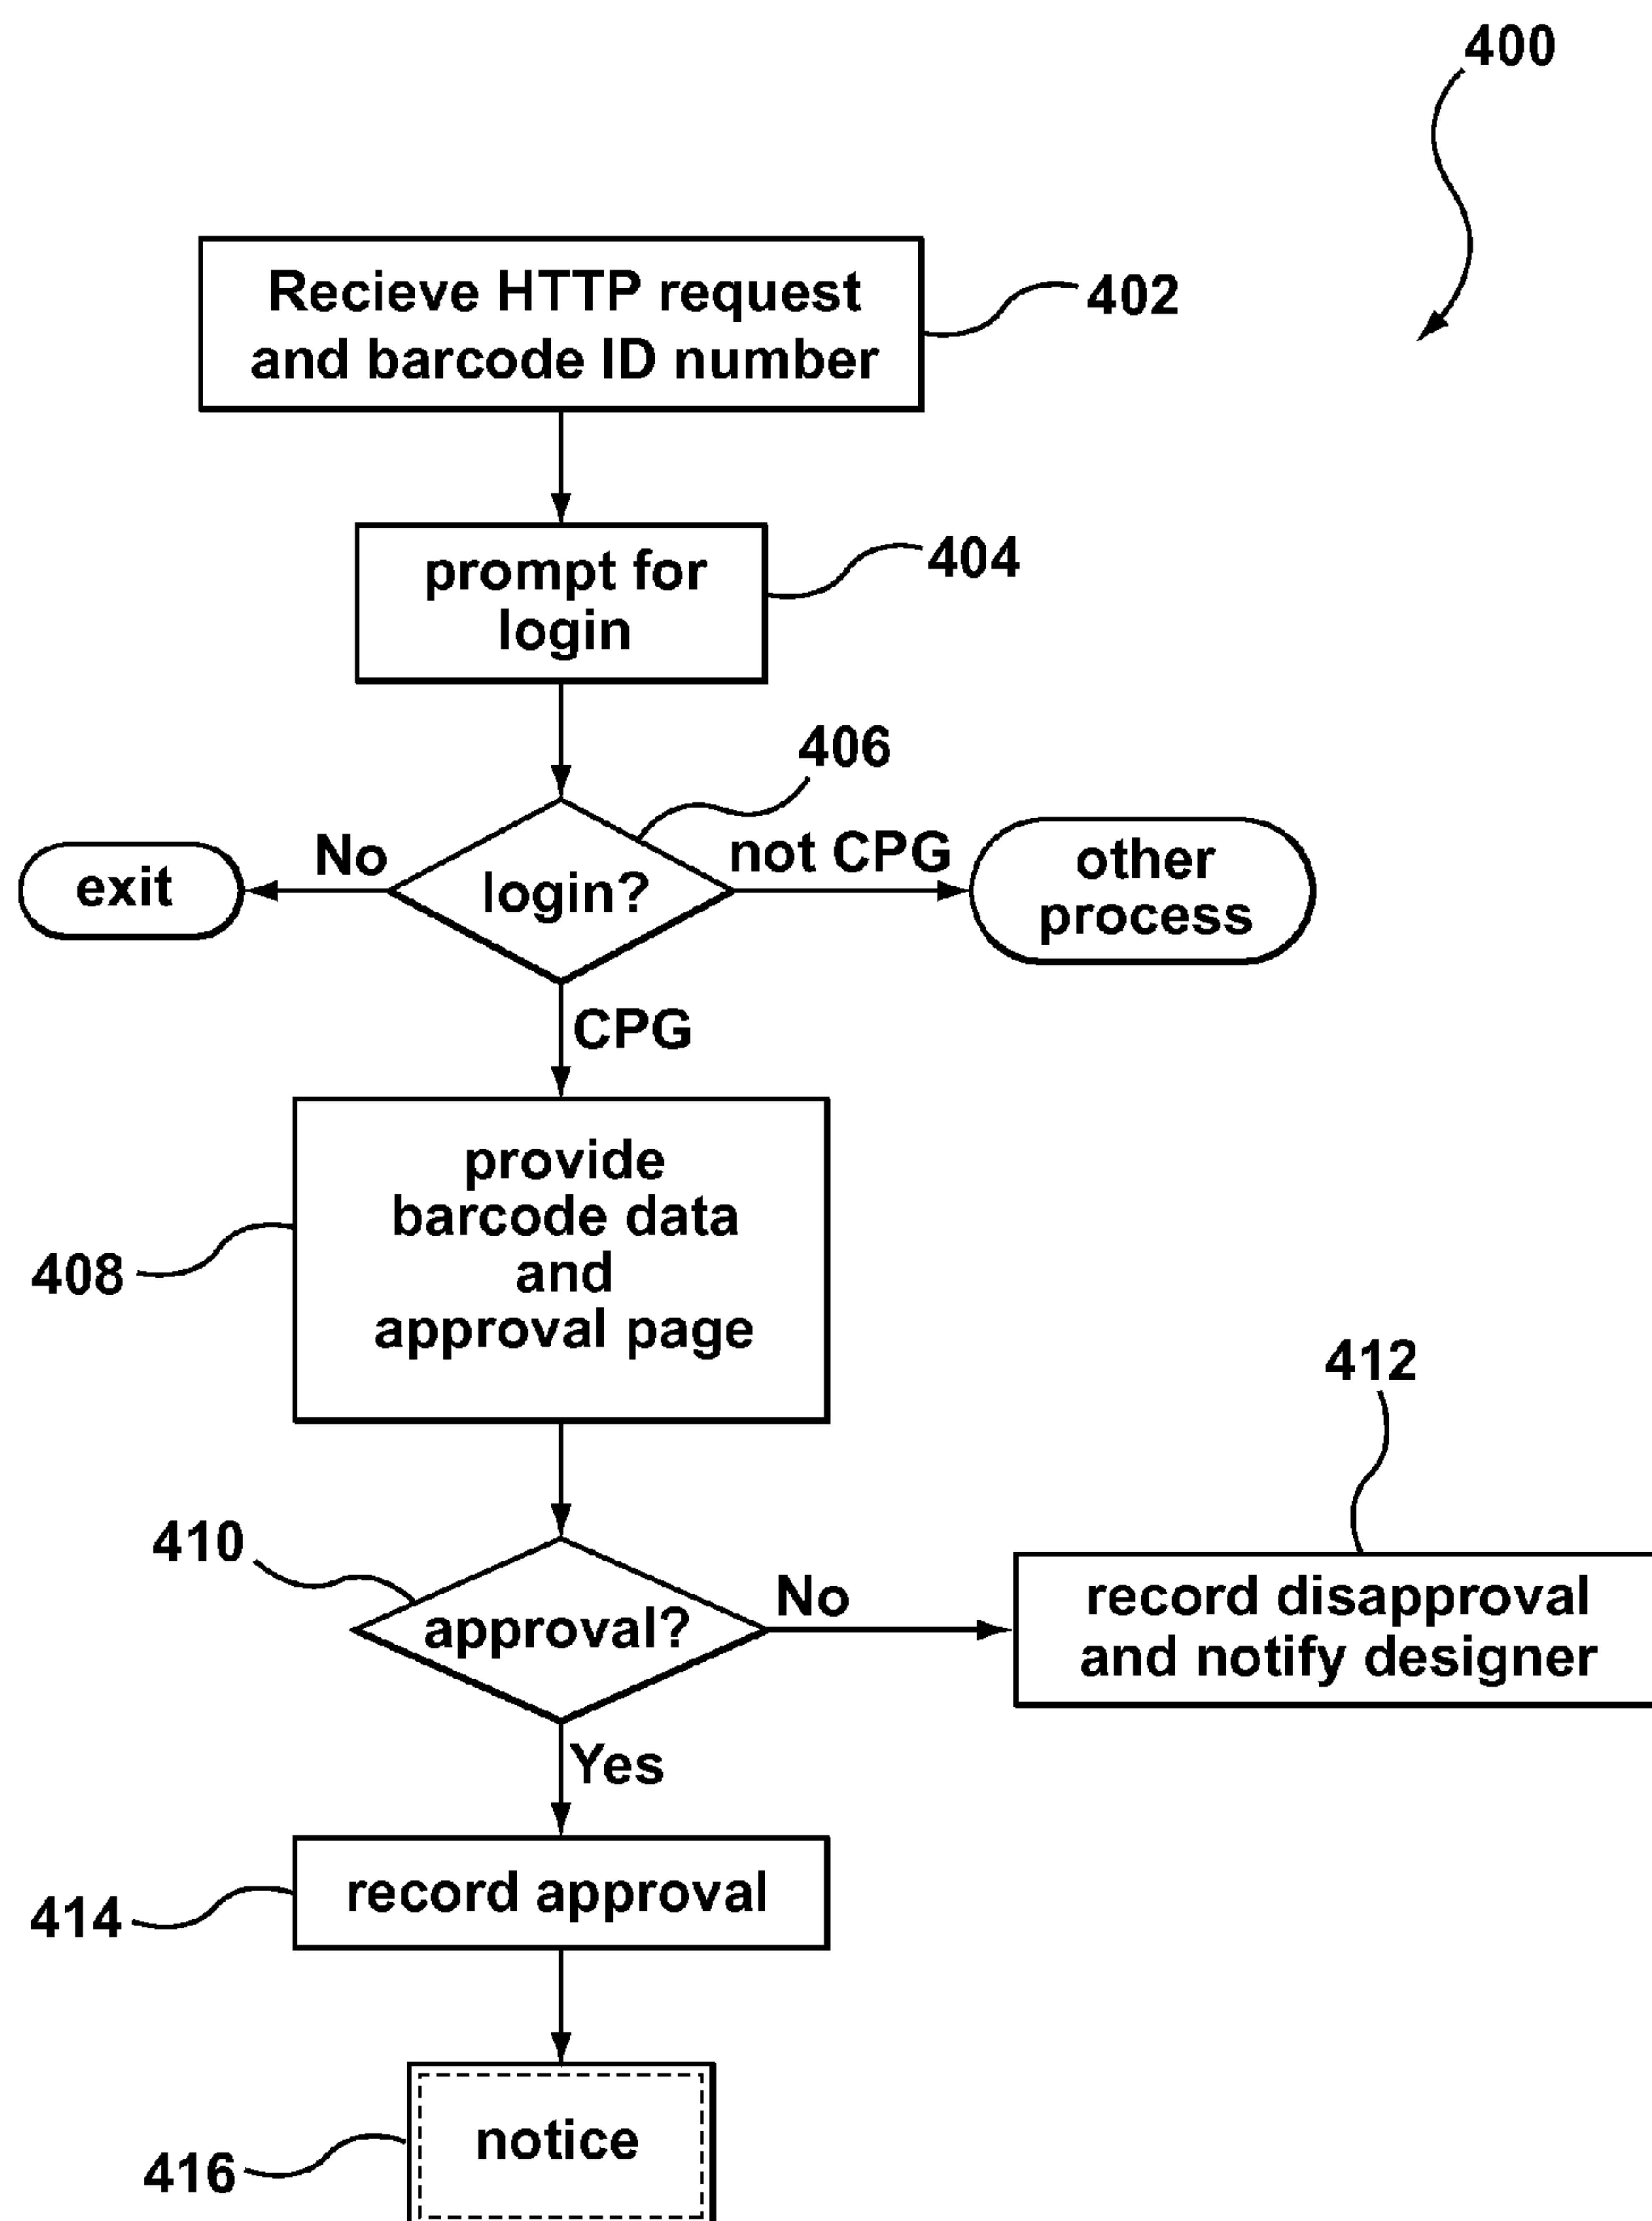 400
Recieve HTTP request
and barcode ID number
402
prompt for
login
404
406
No
login?
not CPG
exit
other
process
CPG
provide
barcode data
and
approval page
408
412
410
approval?
No
record disapproval
and notify designer
Yes
record approval
414
notice
416